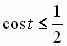 cos t ≤ 1/2